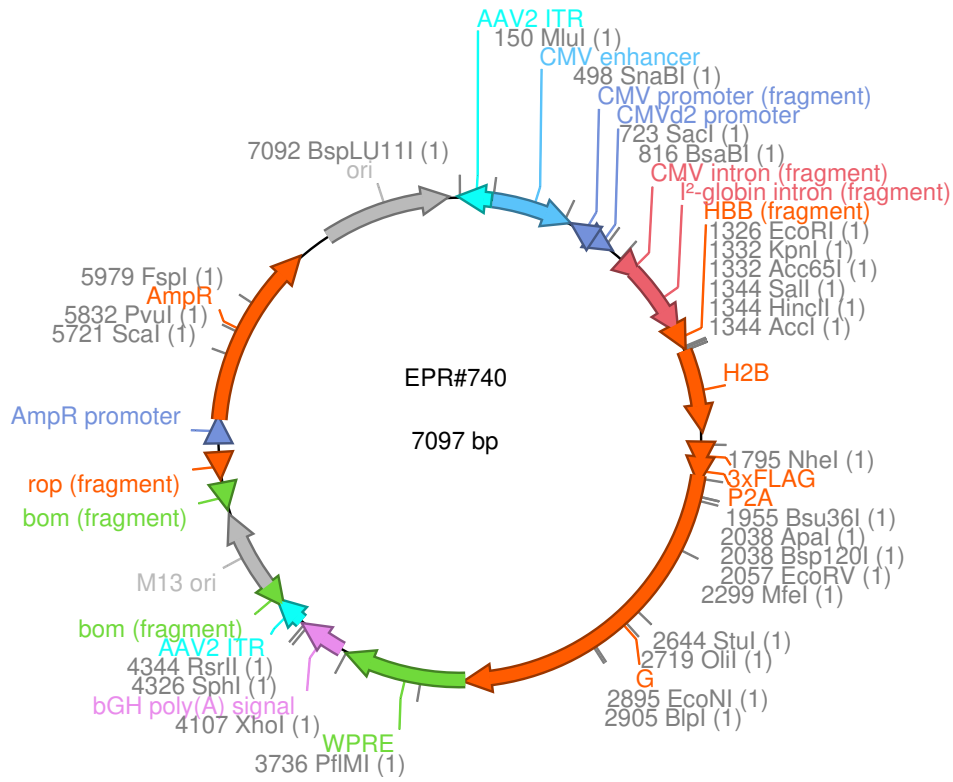 AAV2 ITR
150 MluI (1)
CMV enhancer
498 SnaBI (1)
CMV promoter (fragment)
CMVd2 promoter
723 SacI (1)
816 BsaBI (1)
CMV intron (fragment)
І²-globin intron (fragment)
HBB (fragment)
1326 EcoRI (1)
1332 KpnI (1)
1332 Acc65I (1)
1344 SalI (1)
1344 HincII (1)
1344 AccI (1)
H2B
1795 NheI (1)
3xFLAG
P2A
1955 Bsu36I (1)
2038 ApaI (1)
2038 Bsp120I (1)
2057 EcoRV (1)
2299 MfeI (1)
2644 StuI (1)
2719 OliI (1)
G
2895 EcoNI (1)
2905 BlpI (1)
3736 PflMI (1)
WPRE
4107 XhoI (1)
bGH poly(A) signal
4326 SphI (1)
4344 RsrII (1)
AAV2 ITR
bom (fragment)
M13 ori
bom (fragment)
rop (fragment)
AmpR promoter
5721 ScaI (1)
5832 PvuI (1)
AmpR
5979 FspI (1)
ori
7092 BspLU11I (1)
EPR#740
7097 bp